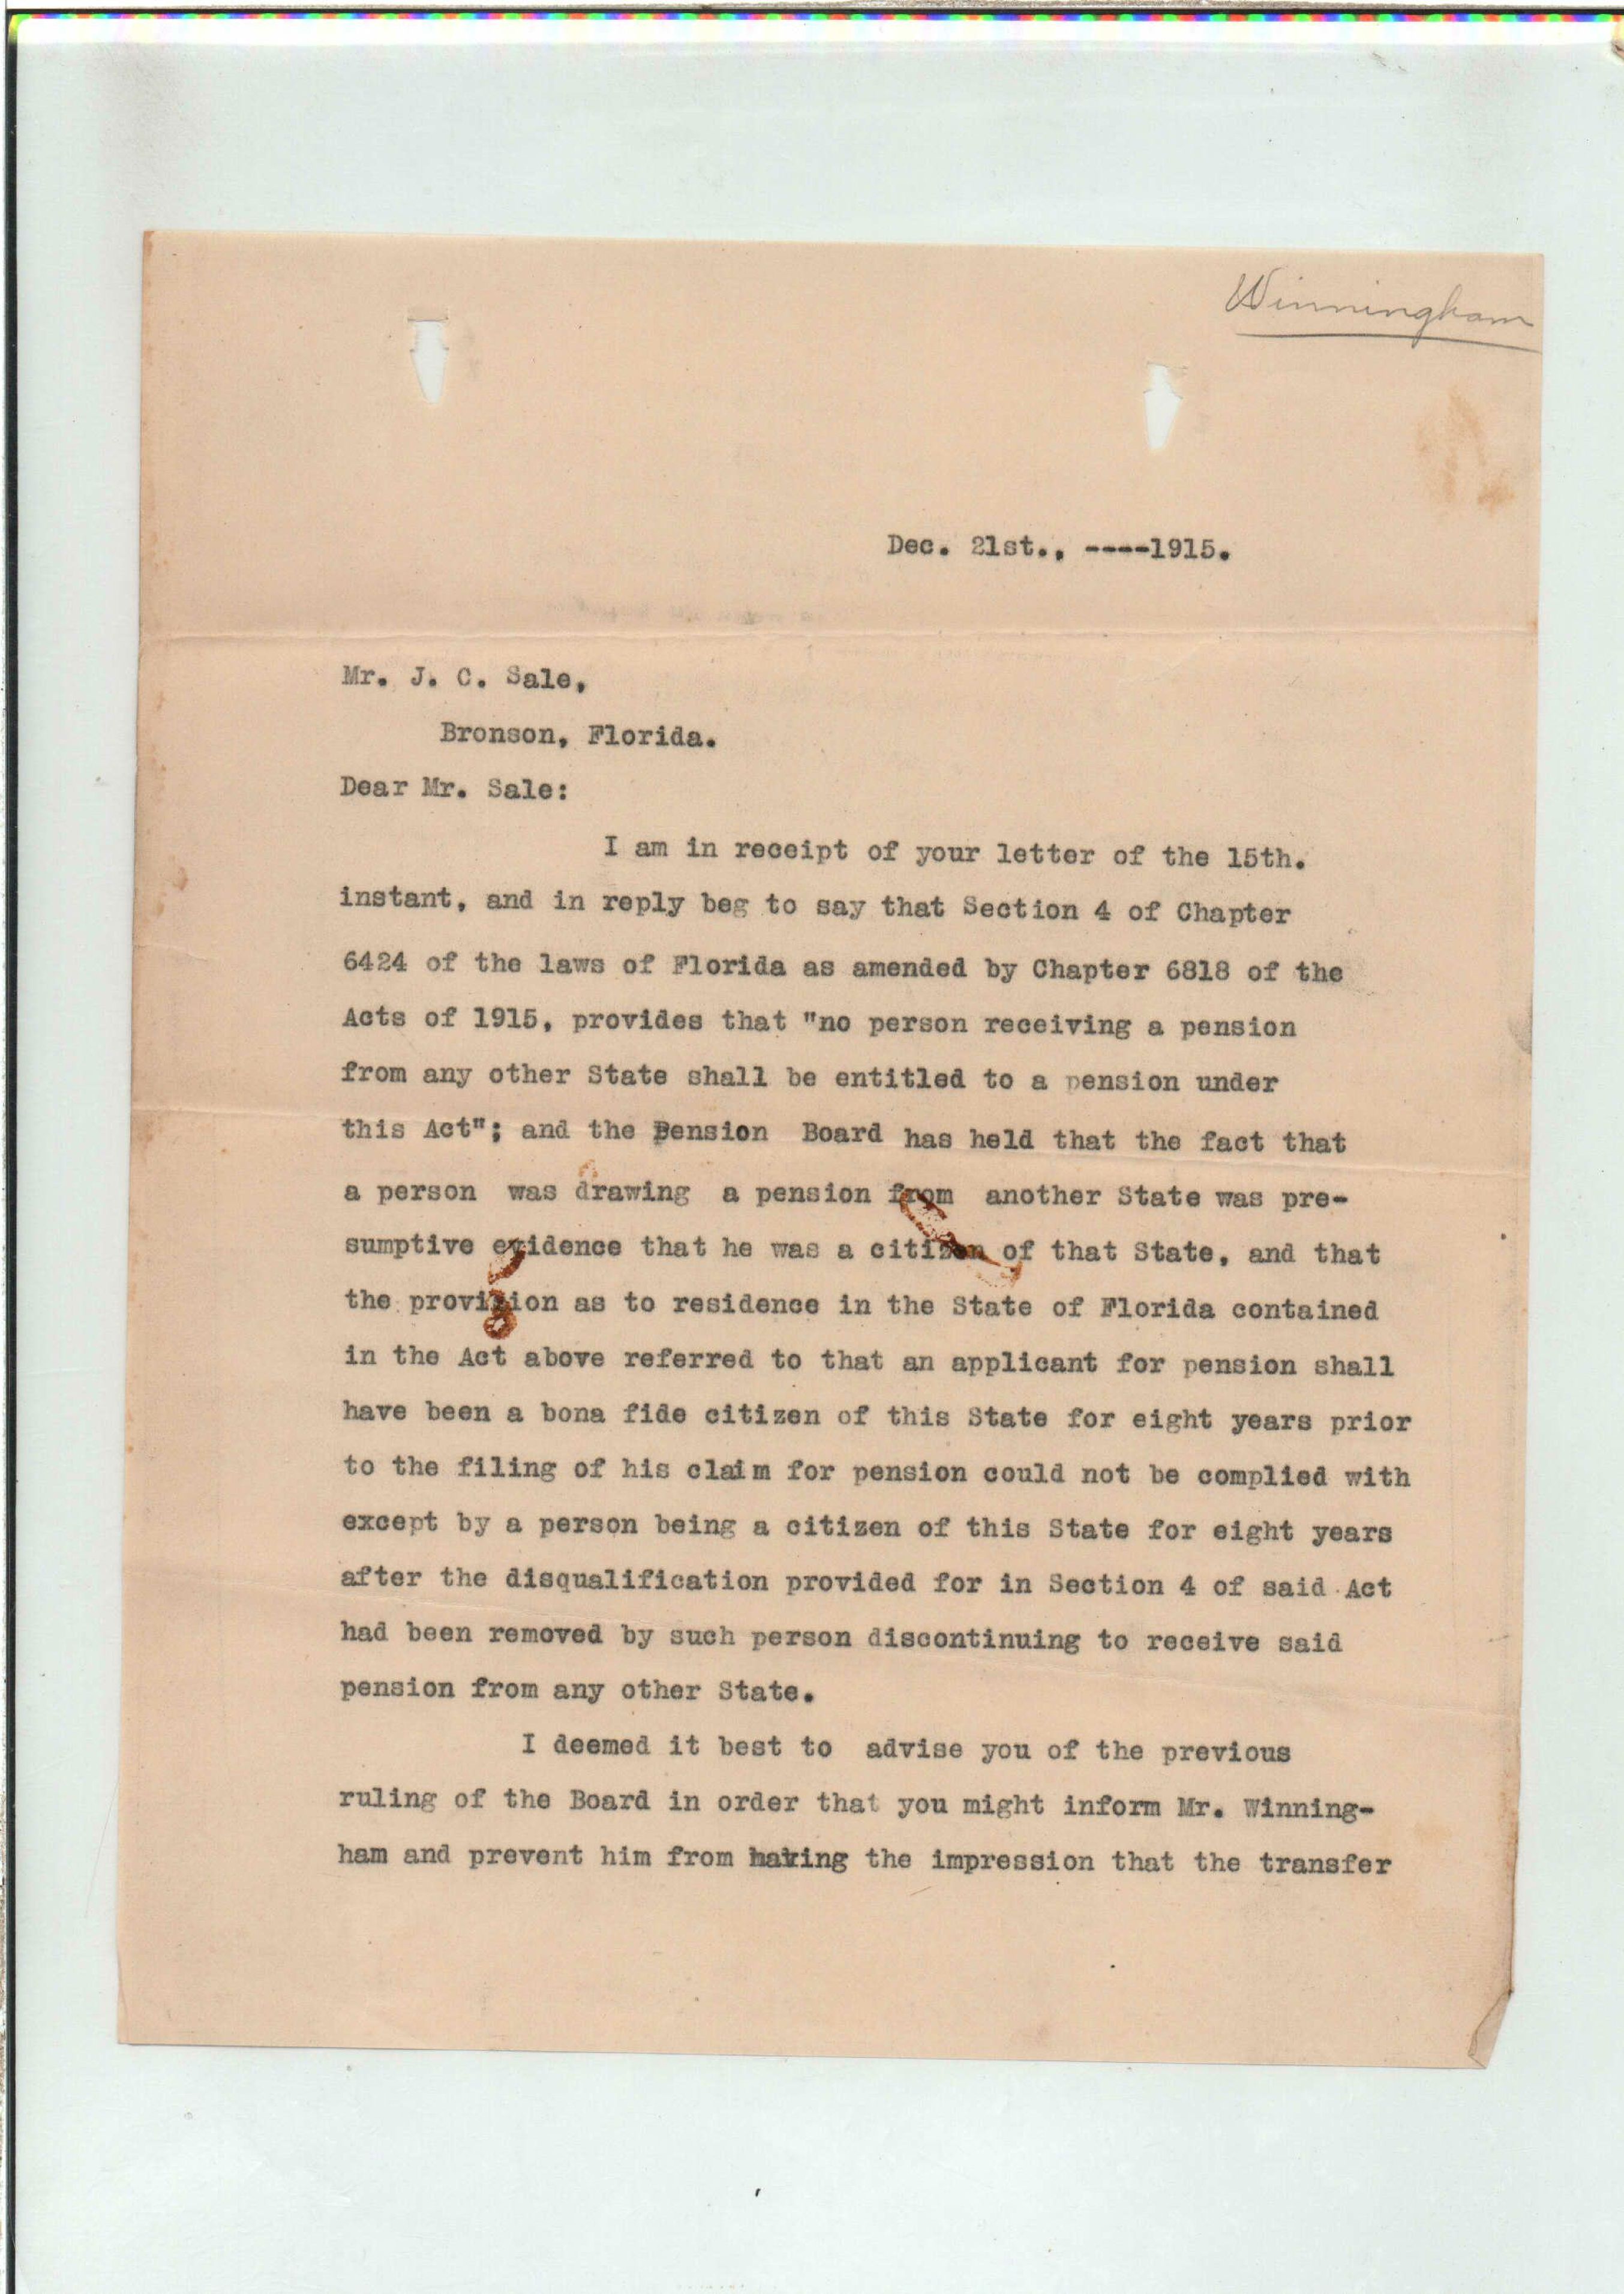 Winningham
Dec. 21st., ----1915.
Mr. J. C. Sale,
Bronson, Florida.
Dear Mr. Sale:
I am in receipt of your letter of the 15th.
instant, and in reply beg to say that Section 4 of Chapter
6424 of the laws of Florida as amended by Chapter 6818 of the
Acts of 1915, provides that "no person receiving a pension
from any other State shall be entitled to a pension under
this Act"; and the Pension Board has held that the fact that
a person was drawing a pension from another State was pre-
sumptive evidence that he was a citizen of that State, and that
the provision as to residence in the State of Florida contained
in the Act above referred to that an applicant for pension shall
have been a bona fide citizen of this State for eight years prior
to the filing of his claim for pension could not be complied with
except by a person being a citizen of this State for eight years
after the disqualification provided for in Section 4 of said Act
had been removed by such person discontinuing to receive said
pension from any other State.
I deemed it best to advise you of the previous
ruling of the Board in order that you might inform Mr. Winning-
ham and prevent him from having the impression that the transfer